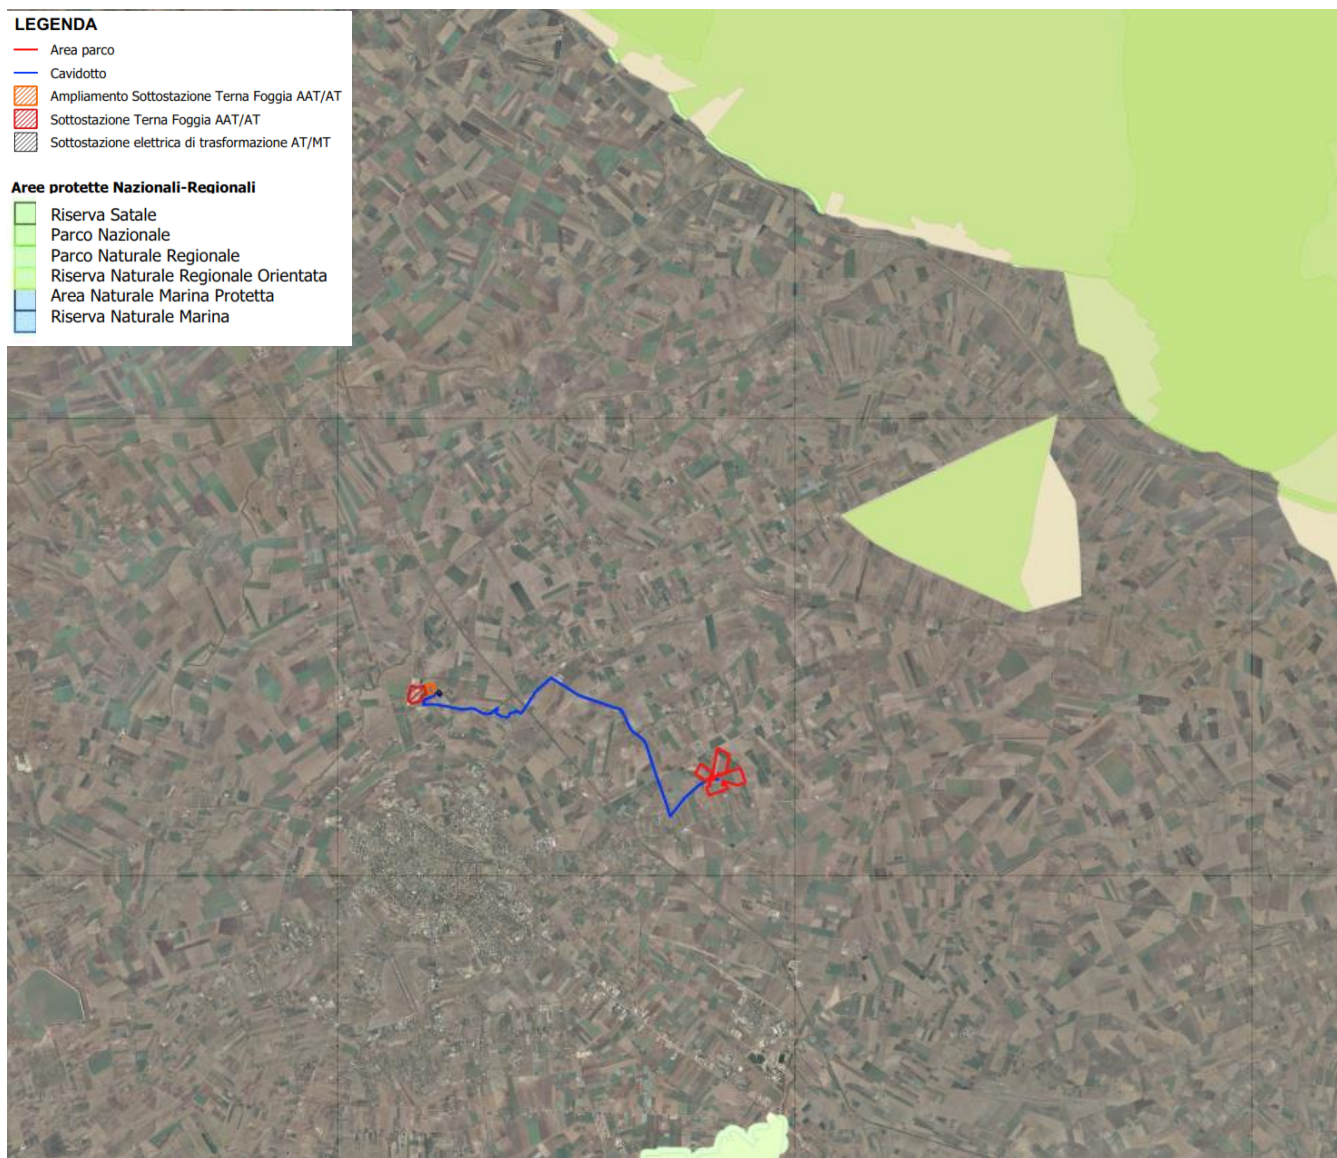 LEGENDA
Area parco
Cavidotto
Ampliamento Sottostazione Terna Foggia AAT/AT
Sottostazione Terna Foggia AAT/AT
Sottostazione elettrica di trasformazione AT/MT
Aree protette Nazionali-Regionali
Riserva Satale
Parco Nazionale
Parco Naturale Regionale
Riserva Naturale Regionale Orientata
Area Naturale Marina Protetta
Riserva Naturale Marina